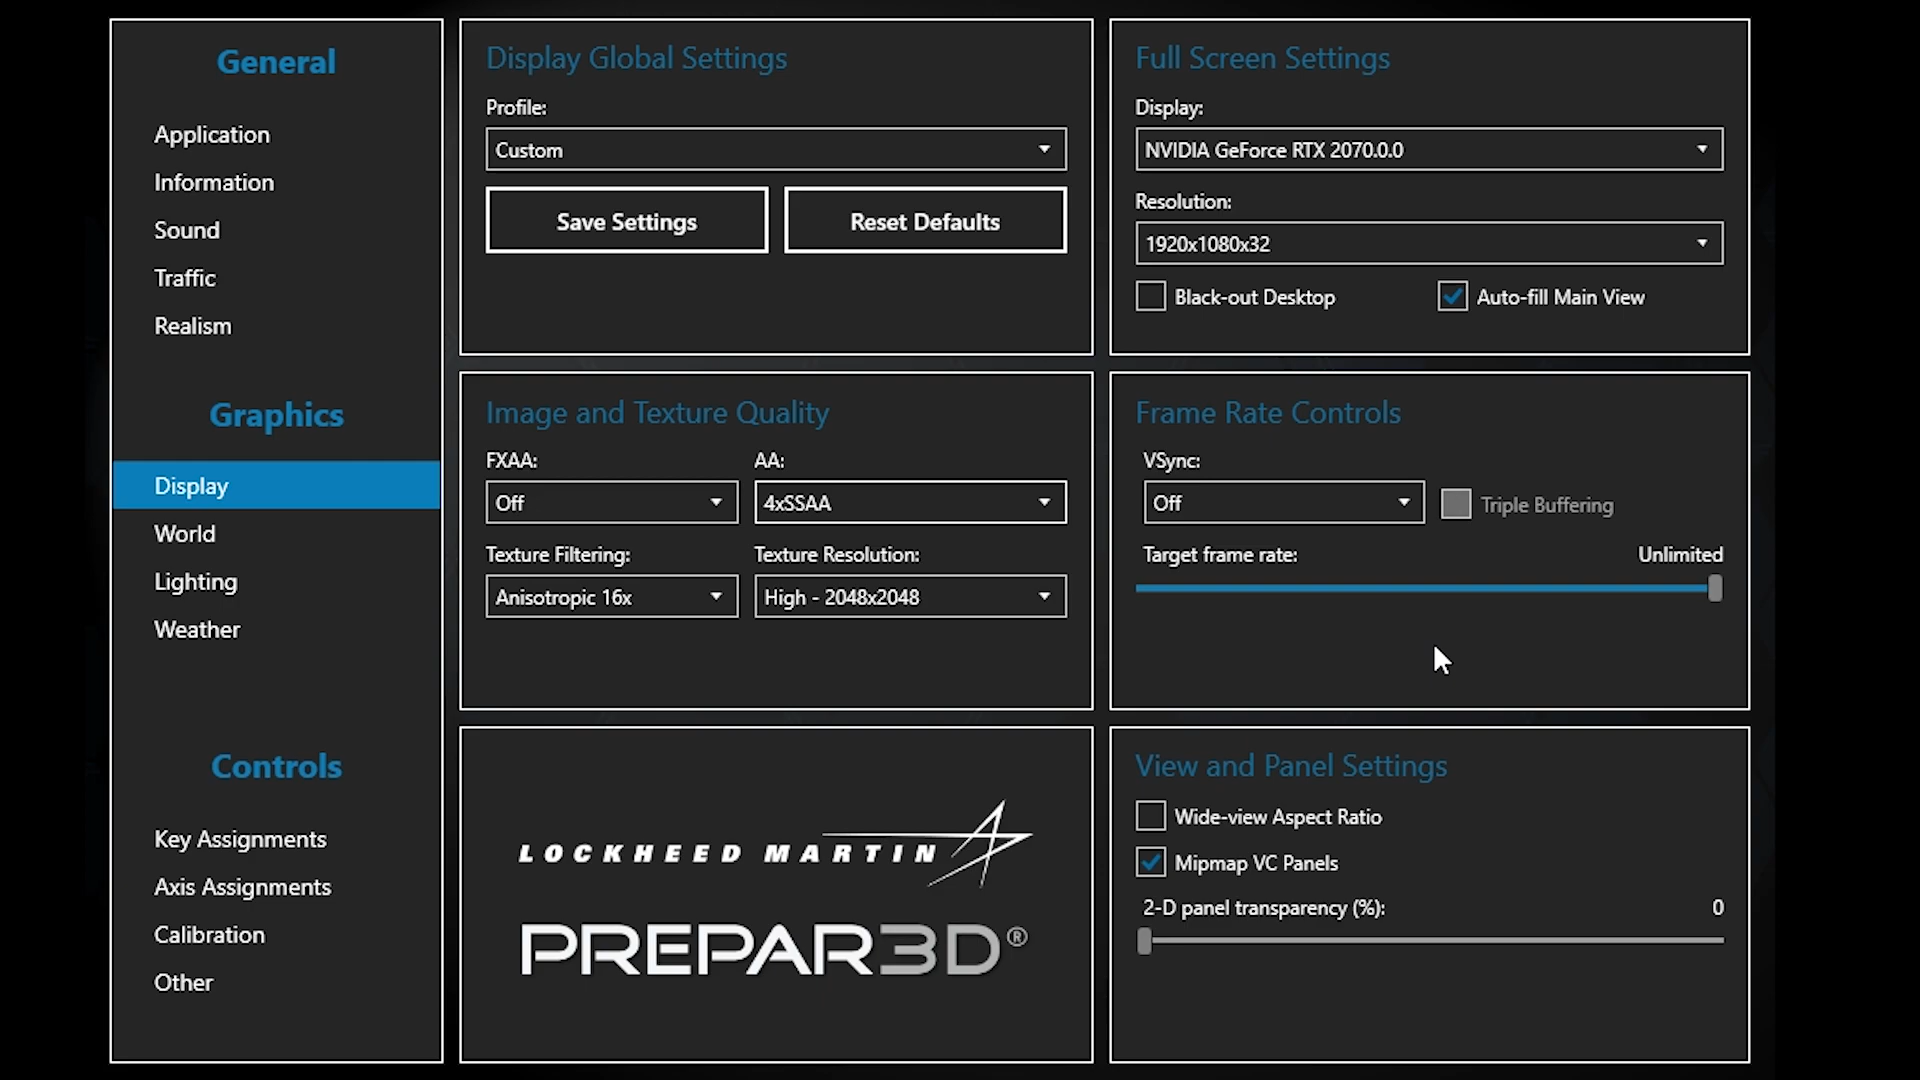 General
Application
Information
Sound
Traffic
Realism
Graphics
Display
World
Lighting
Weather
Controls
Key Assignments
Axis Assignments
Calibration
Other
Display Global Settings
Profile:
Custom
Save Settings
Reset Defaults
Full Screen Settings
Display:
NVIDIA GeForce RTX 2070.0.0
Resolution:
1920x1080x32
Black-out Desktop
Auto-fill Main View
Image and Texture Quality
FXAA:
AA:
Off
4xSSAA
Texture Filtering:
Texture Resolution:
Anisotropic 16x
High - 2048x2048
Frame Rate Controls
VSync:
Off
Triple Buffering
Target frame rate:
Unlimited
LOCKHEED MARTIN
PREPAR3D®
View and Panel Settings
Wide-view Aspect Ratio
Mipmap VC Panels
2-D panel transparency (%):
0